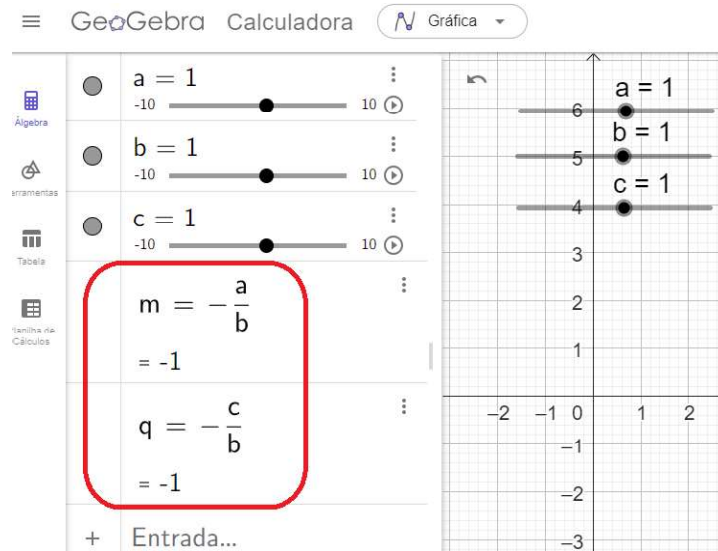 GeoGebra Calculadora Gráfica
a = 1
-10 10
b = 1
-10 10
c = 1
-10 10
m = -a/b
= -1
q = -c/b
= -1
+ Entrada...
Álgebra
Tabela
Cálculos
a = 1
b = 1
c = 1
6
5
4
3
2
1
–2 –1 0 1 2
–1
–2
–3